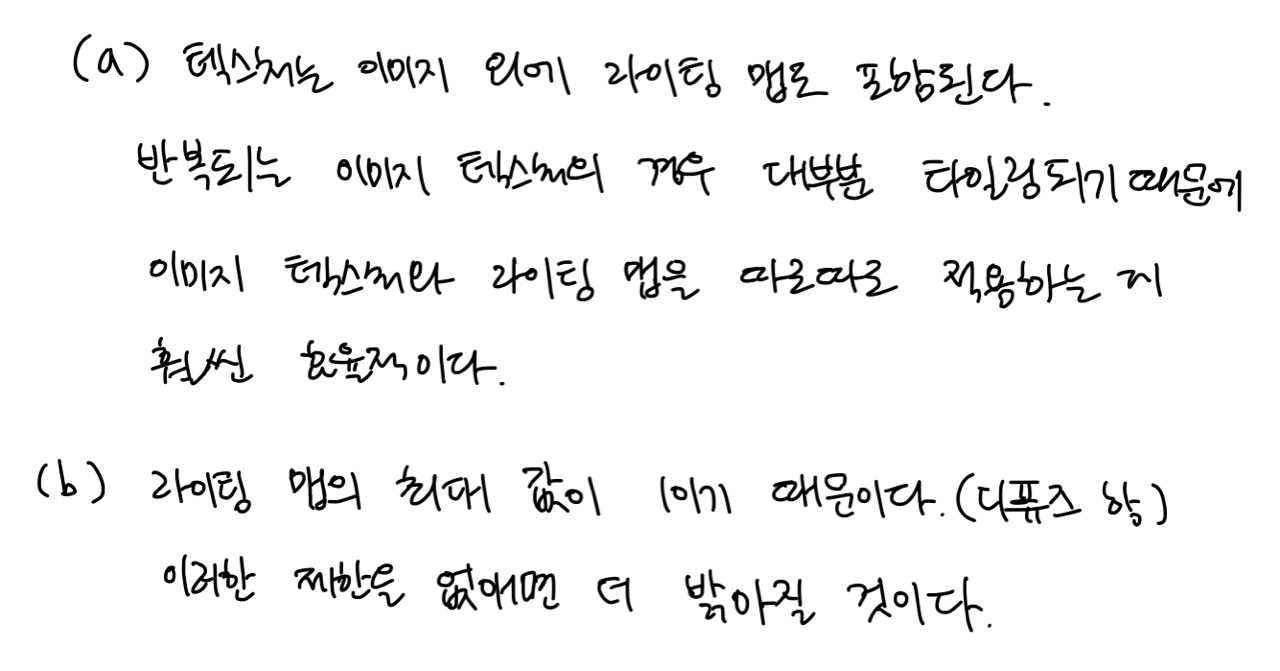 (a) 텍스처는 이미지 외에 라이팅 맵도 포함된다.
반복되는 이미지 텍스처의 경우 대부분 타일링되기 때문에
이미지 텍스처와 라이팅 맵을 따로따로 적용하는 게
훨씬 효율적이다.
(b) 라이팅 맵의 최대 값이 1이기 때문이다. (디퓨즈 항)
이러한 제한을 없애면 더 밝아질 것이다.